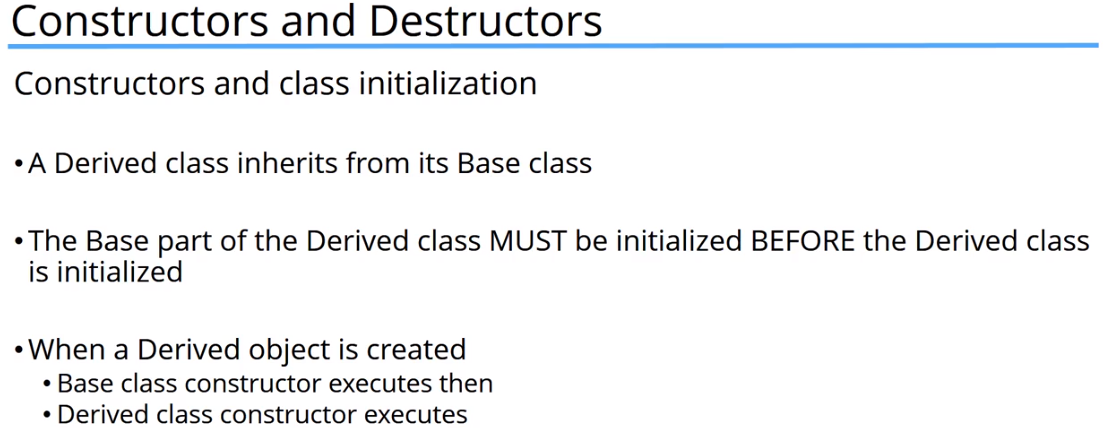 Constructors and Destructors
Constructors and class initialization
• A Derived class inherits from its Base class
• The Base part of the Derived class MUST be initialized BEFORE the Derived class
is initialized
• When a Derived object is created
• Base class constructor executes then
• Derived class constructor executes